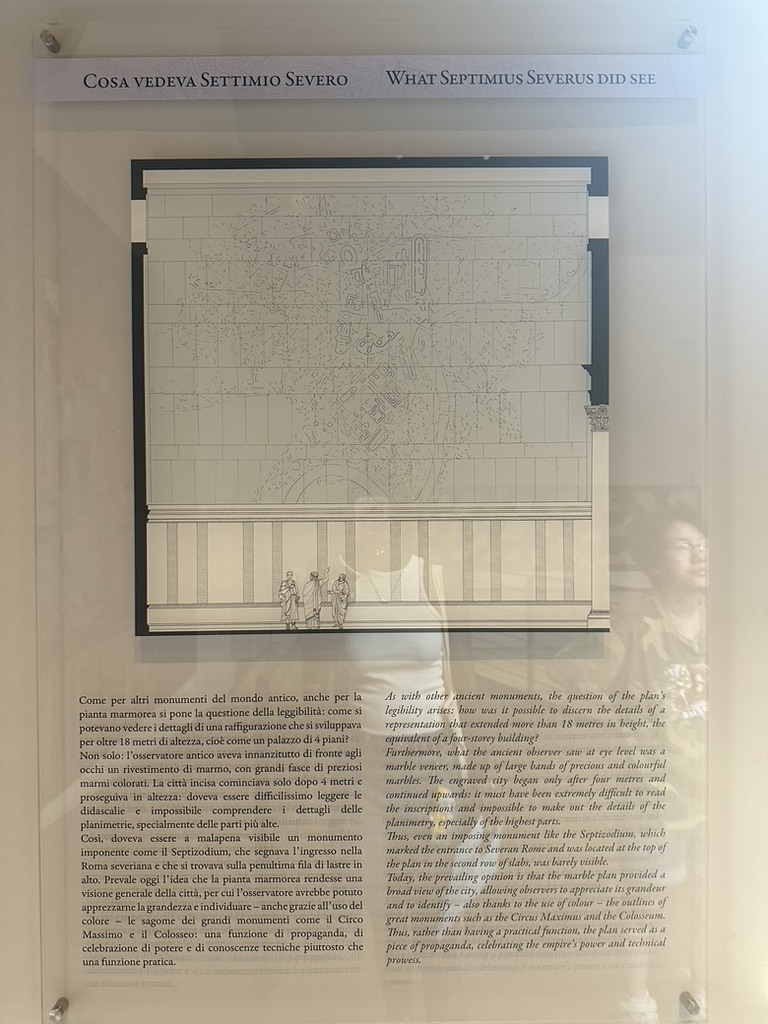 COSA VEDEVA SETTIMIO SEVERO
WHAT SEPTIMIUS SEVERUS DID SEE
Come per altri monumenti del mondo antico, anche per la
pianta marmorea si pone la questione della leggibilità: come si
potevano vedere i dettagli di una raffigurazione che si sviluppava
per oltre 18 metri di altezza, cioè come un palazzo di 4 piani?
Non solo: l'osservatore antico aveva innanzitutto di fronte agli
occhi un rivestimento di marmo, con grandi fasce di preziosi
marmi colorati. La città incisa cominciava solo dopo 4 metri e
proseguiva in altezza: doveva essere difficilissimo leggere le
didascalie e impossibile comprendere i dettagli delle
planimetrie, specialmente delle parti più alte.
Così, doveva essere a malapena visibile un monumento
imponente come il Septizodium, che segnava l'ingresso nella
Roma severiana e che si trovava sulla penultima fila di lastre in
alto. Prevale oggi l'idea che la pianta marmorea rendesse una
visione generale della città, per cui l'osservatore avrebbe potuto
apprezzarne la grandezza e individuare – anche grazie all'uso del
colore – le sagome dei grandi monumenti come il Circo
Massimo e il Colosseo: una funzione di propaganda, di
celebrazione di potere e di conoscenze tecniche piuttosto che
una funzione pratica.
As with other ancient monuments, the question of the plan's
legibility arises: how was it possible to discern the details of a
representation that extended more than 18 metres in height, the
equivalent of a four-storey building?
Furthermore, what the ancient observer saw at eye level was a
marble veneer, made up of large bands of precious and colourful
marbles. The engraved city began only after four metres and
continued upwards: it must have been extremely difficult to read
the inscriptions and impossible to make out the details of the
planimetry, especially of the highest parts.
Thus, even an imposing monument like the Septizodium, which
marked the entrance to Severan Rome and was located at the top of
the plan in the second row of slabs, was barely visible.
Today, the prevailing opinion is that the marble plan provided a
broad view of the city, allowing observers to appreciate its grandeur
and to identify – also thanks to the use of colour – the outlines of
great monuments such as the Circus Maximus and the Colosseum.
Thus, rather than having a practical function, the plan served as a
piece of propaganda, celebrating the empire's power and technical
prowess.